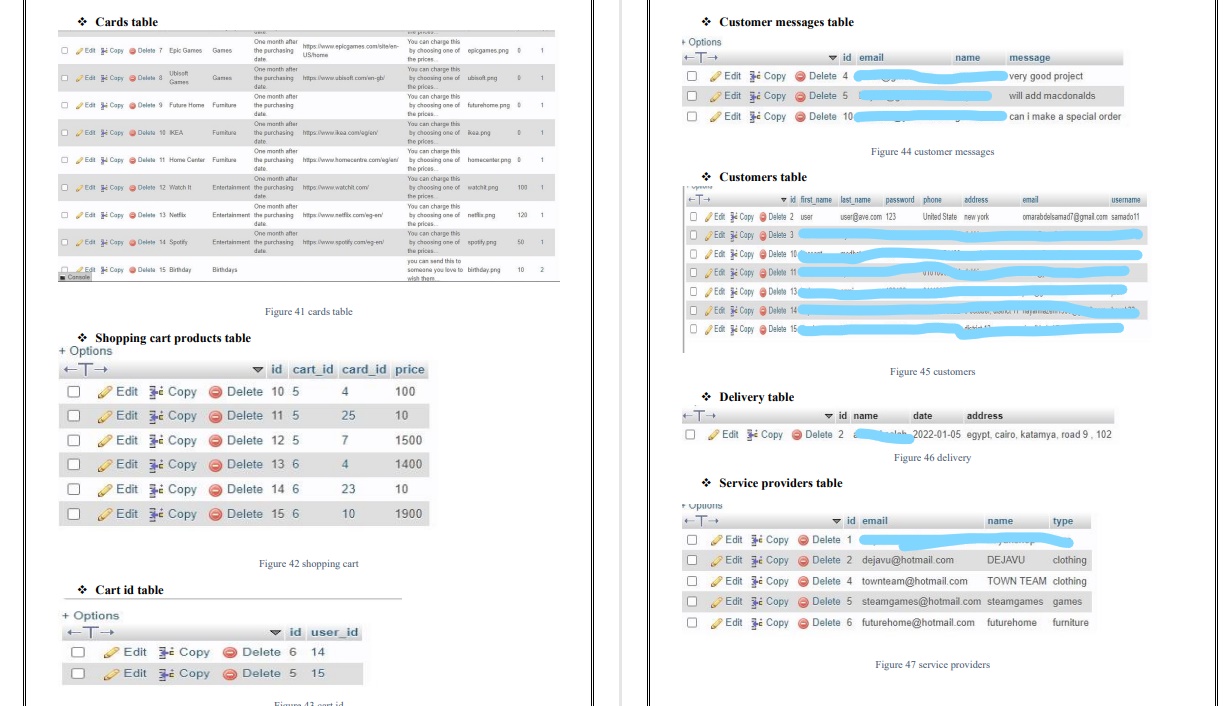 ❖ Cards table
Edit Copy Delete 7 Epic Games Games One month after the purchasing date. https://www.epicgames.com/site/en-US/home You can charge this by choosing one of the prices... epicgames.png 0 1
Edit Copy Delete 8 Ubisoft Games Games One month after the purchasing date. https://www.ubisoft.com/en-gb/ You can charge this by choosing one of the prices... ubisoft.png 0 1
Edit Copy Delete 9 Future Home Furniture One month after the purchasing date. You can charge this by choosing one of the prices... futurehome.png 0 1
Edit Copy Delete 10 IKEA Furniture One month after the purchasing date. https://www.ikea.com/eg/en/ You can charge this by choosing one of the prices... ikea.png 0 1
Edit Copy Delete 11 Home Center Furniture One month after the purchasing date. https://www.homecentre.com/eg/en/ You can charge this by choosing one of the prices... homecenter.png 0 1
Edit Copy Delete 12 Watch It Entertainment One month after the purchasing date. https://www.watchit.com/ You can charge this by choosing one of the prices... watchit.png 100 1
Edit Copy Delete 13 Netflix Entertainment One month after the purchasing date. https://www.netflix.com/eg-en/ You can charge this by choosing one of the prices... netflix.png 120 1
Edit Copy Delete 14 Spotify Entertainment One month after the purchasing date. https://www.spotify.com/eg-en/ You can charge this by choosing one of the prices... spotify.png 50 1
Edit Copy Delete 15 Birthday Birthdays you can send this to someone you love to wish them... birthday.png 10 2
Console
Figure 41 cards table
❖ Shopping cart products table
+ Options
←T→ id cart_id card_id price
Edit Copy Delete 10 5 4 100
Edit Copy Delete 11 5 25 10
Edit Copy Delete 12 5 7 1500
Edit Copy Delete 13 6 4 1400
Edit Copy Delete 14 6 23 10
Edit Copy Delete 15 6 10 1900
Figure 42 shopping cart
❖ Cart id table
+ Options
←T→ id user_id
Edit Copy Delete 6 14
Edit Copy Delete 5 15
Figure 43 cart id
❖ Customer messages table
+ Options
←T→ id email name message
Edit Copy Delete 4 very good project
Edit Copy Delete 5 will add macdonalds
Edit Copy Delete 10 can i make a special order
Figure 44 customer messages
❖ Customers table
+ Options
←T→ id first_name last_name password phone address email username
Edit Copy Delete 2 user user@ave.com 123 United State new york omarabdelsamad7@gmail.com samado11
Edit Copy Delete 3
Edit Copy Delete 10
Edit Copy Delete 11
Edit Copy Delete 13
Edit Copy Delete 14
Edit Copy Delete 15
Figure 45 customers
❖ Delivery table
←T→ id name date address
Edit Copy Delete 2 2022-01-05 egypt, cairo, katamya, road 9 , 102
Figure 46 delivery
❖ Service providers table
+ Options
←T→ id email name type
Edit Copy Delete 1
Edit Copy Delete 2 dejavu@hotmail.com DEJAVU clothing
Edit Copy Delete 4 townteam@hotmail.com TOWN TEAM clothing
Edit Copy Delete 5 steamgames@hotmail.com steamgames games
Edit Copy Delete 6 futurehome@hotmail.com futurehome furniture
Figure 47 service providers